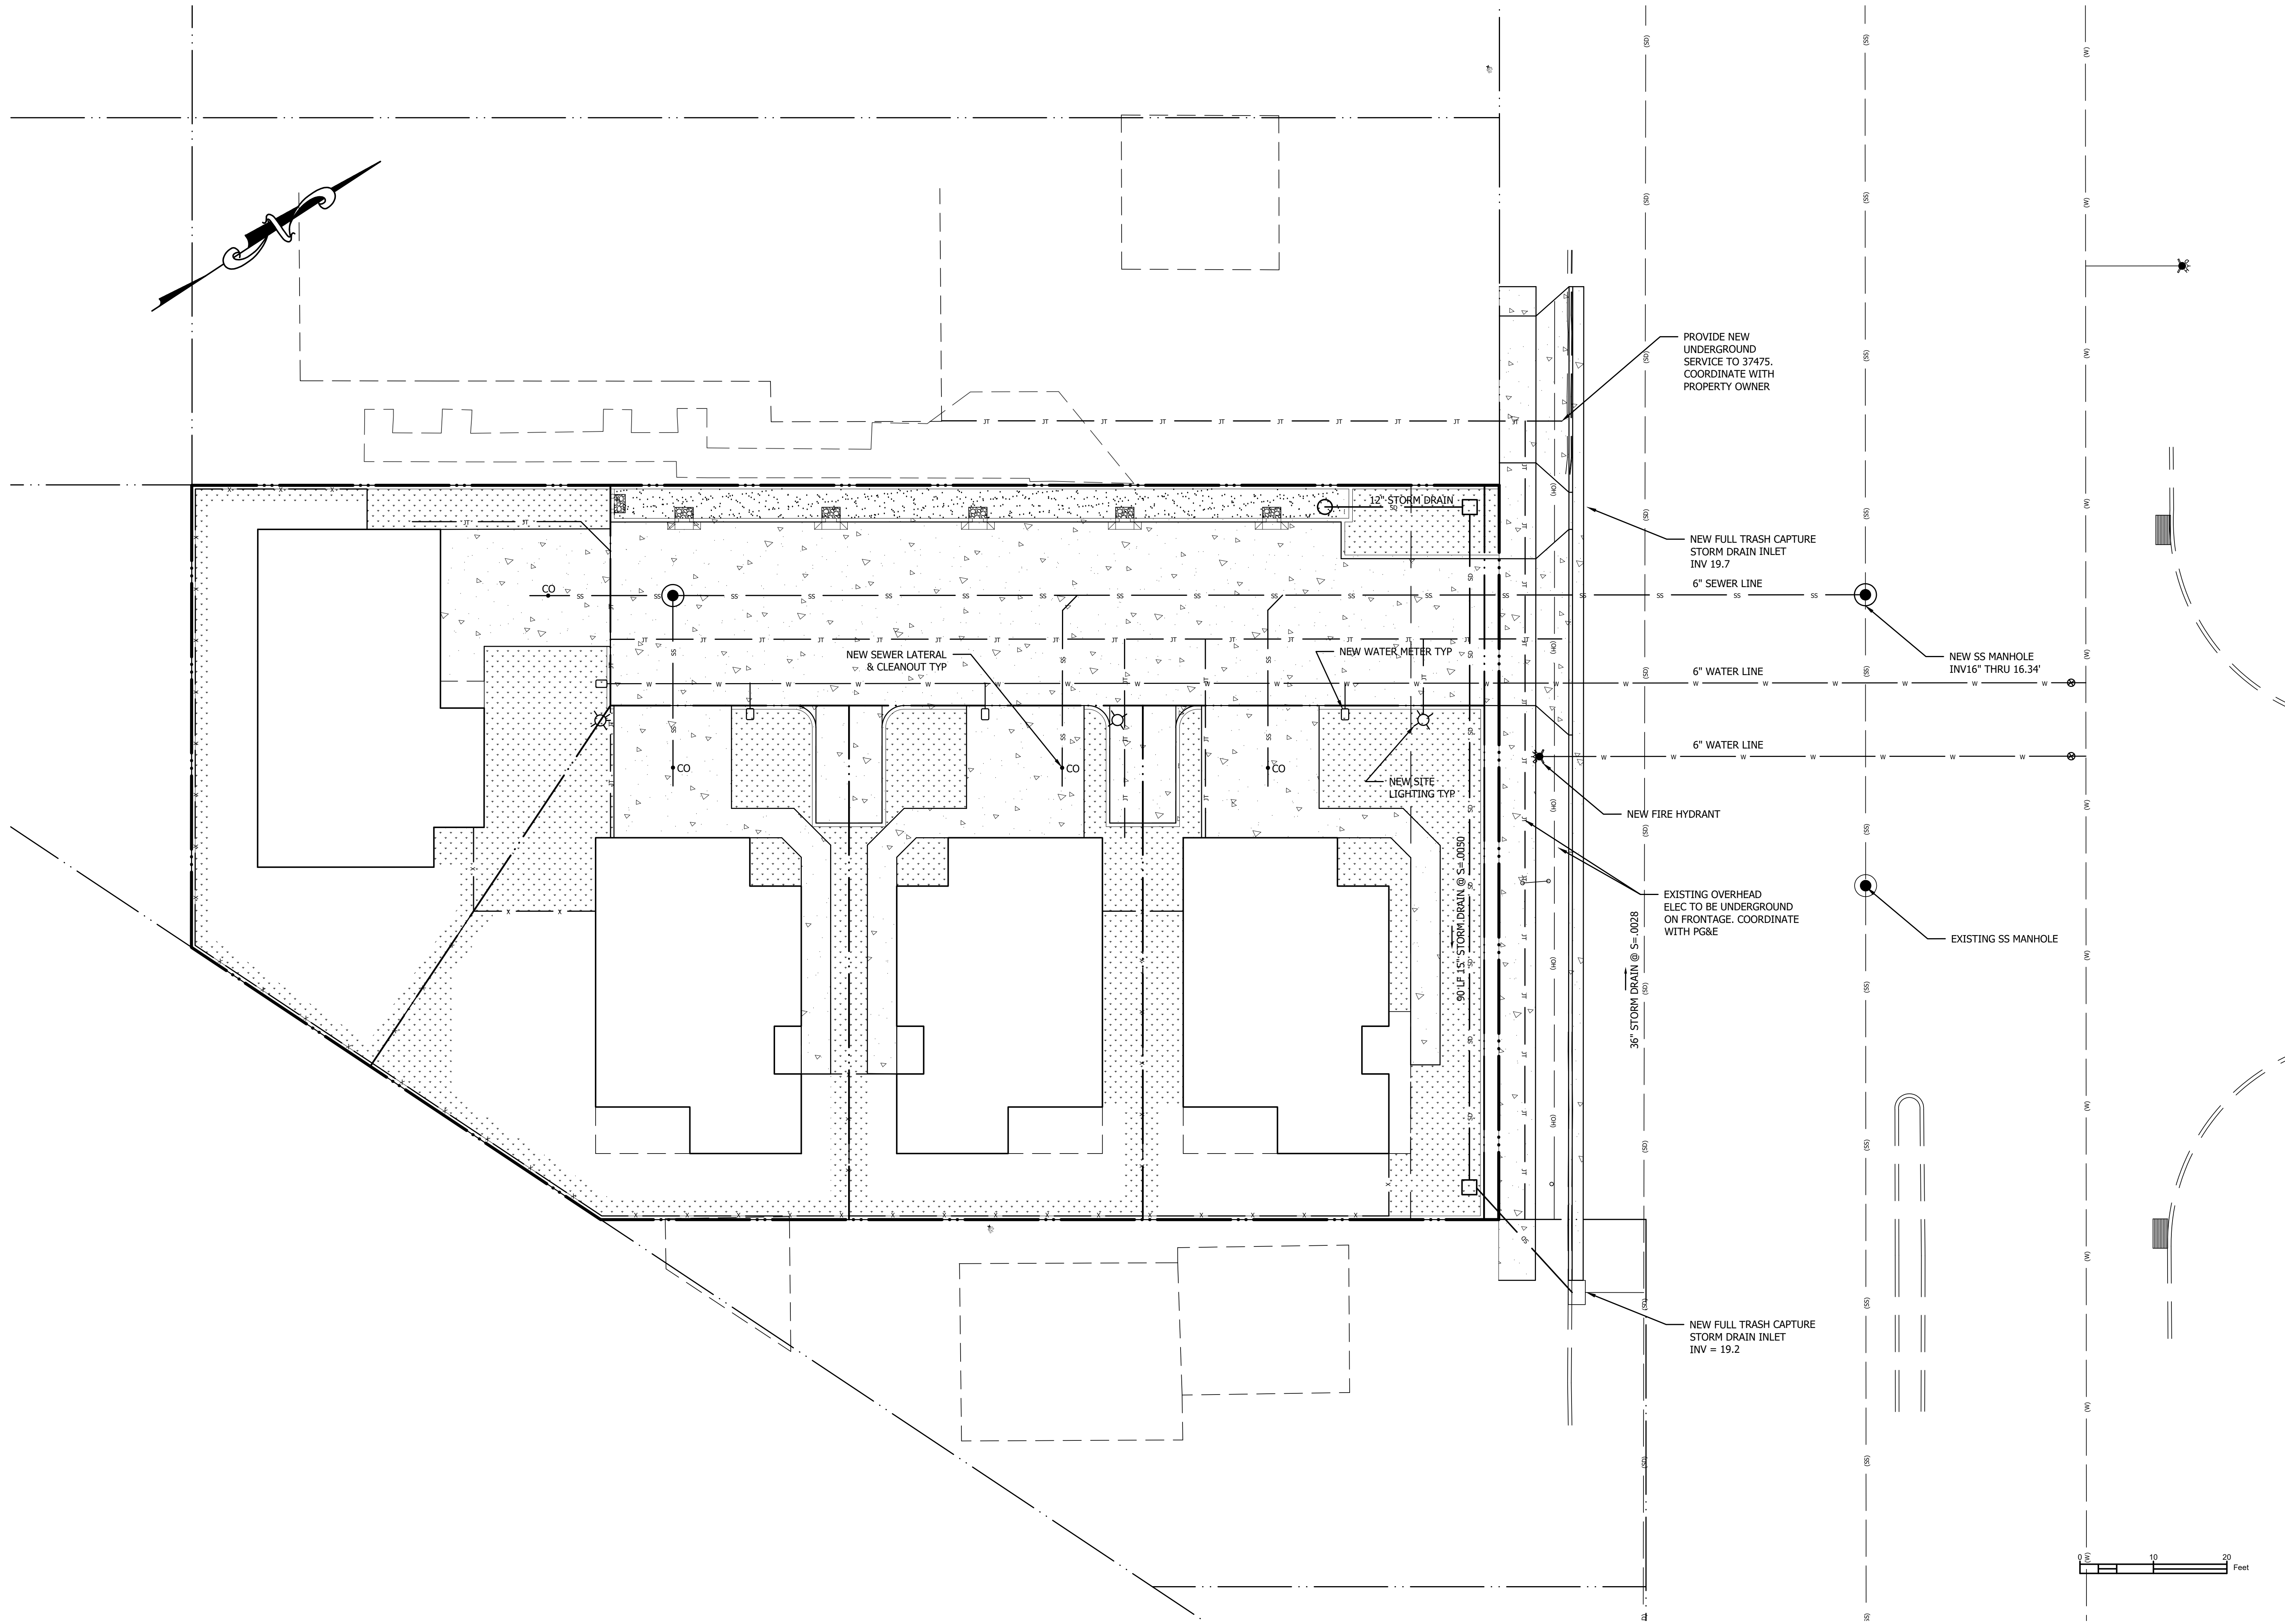 PROVIDE NEW
UNDERGROUND
SERVICE TO 37475.
COORDINATE WITH
PROPERTY OWNER
12" STORM DRAIN
NEW FULL TRASH CAPTURE
STORM DRAIN INLET
INV 19.7
6" SEWER LINE
CO
NEW SEWER LATERAL
& CLEANOUT TYP
NEW WATER METER TYP
NEW SS MANHOLE
INV16" THRU 16.34'
6" WATER LINE
6" WATER LINE
CO
CO
CO
NEW SITE
LIGHTING TYP
NEW FIRE HYDRANT
EXISTING OVERHEAD
ELEC TO BE UNDERGROUND
ON FRONTAGE. COORDINATE
WITH PG&E
EXISTING SS MANHOLE
90 LF 15" STORM DRAIN @ S=.0050
36" STORM DRAIN @ S=.0028
NEW FULL TRASH CAPTURE
STORM DRAIN INLET
INV = 19.2
0 10 20
Feet